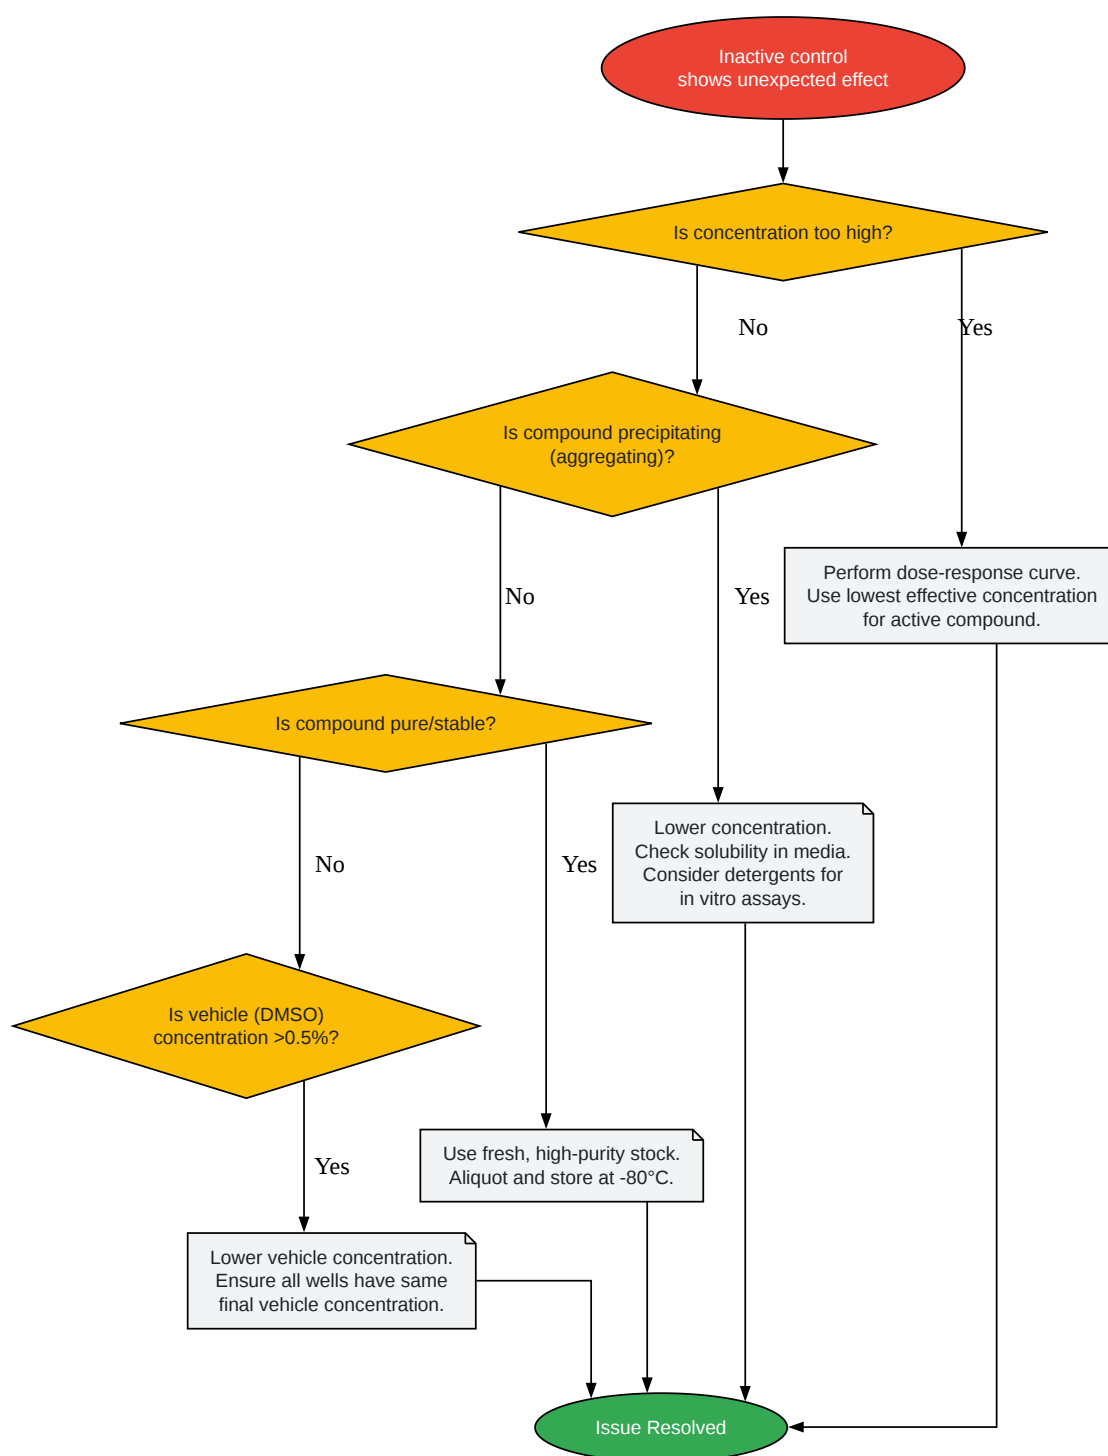 Inactive control
shows unexpected effect
Is concentration too high?
No
Yes
Is compound precipitating
(aggregating)?
Perform dose-response curve.
Use lowest effective concentration
for active compound.
No
Yes
Is compound pure/stable?
Lower concentration.
Check solubility in media.
Consider detergents for
in vitro assays.
No
Yes
Is vehicle (DMSO)
concentration >0.5%?
Use fresh, high-purity stock.
Aliquot and store at -80°C.
Yes
Lower vehicle concentration.
Ensure all wells have same
final vehicle concentration.
Issue Resolved